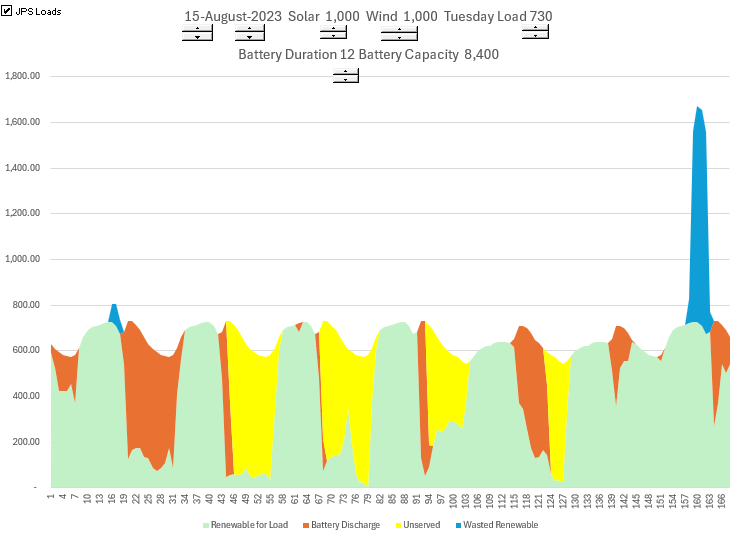 JPS Loads
15-August-2023 Solar 1,000 Wind 1,000 Tuesday Load 730
Battery Duration 12 Battery Capacity 8,400
1,800.00
1,600.00
1,400.00
1,200.00
1,000.00
800.00
600.00
400.00
200.00
-
1 4 7 10 13 16 19 22 25 28 31 34 37 40 43 46 49 52 55 58 61 64 67 70 73 76 79 82 85 88 91 94 97 100 103 106 109 112 115 118 121 124 127 130 133 136 139 142 145 148 151 154 157 160 163 166
Renewable for Load Battery Discharge Unserved Wasted Renewable